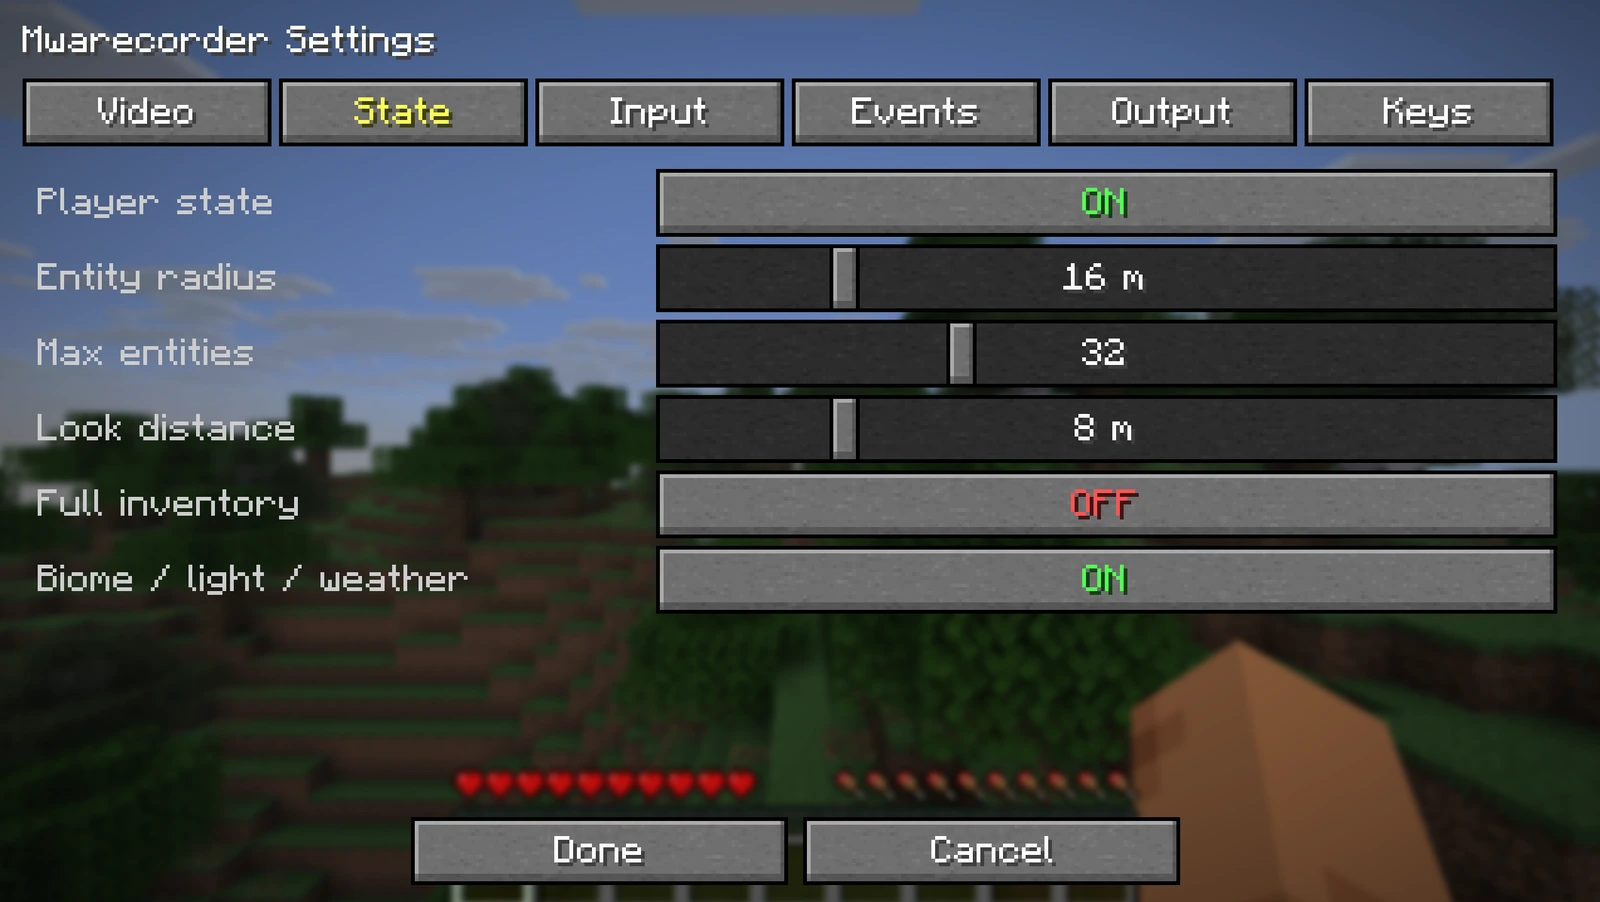 Mwarecorder Settings
Video State Input Events Output Keys
Player state ON
Entity radius 16 m
Max entities 32
Look distance 8 m
Full inventory OFF
Biome / light / weather ON
Done Cancel